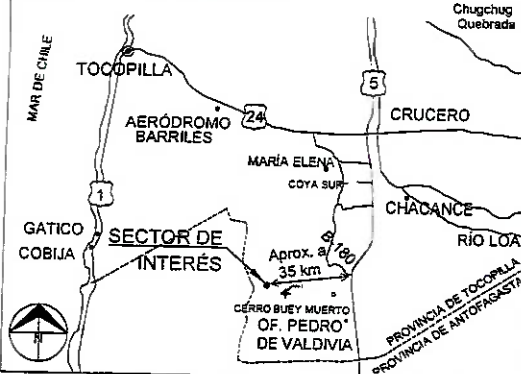 Chugchug
Quebrada
MAR DE CHILE
TOCOPILLA
5
AERÓDROMO
BARRILES
24
CRUCERO
MARÍA ELENA
COYA SUR
1
CHACANCE
GATICO
COBIJA
SECTOR DE
INTERÉS
Aprox. a
35 km
B-180
RÍO LOA
CERRO BUEY MUERTO
OF. PEDRO
DE VALDIVIA
PROVINCIA DE TOCOPILLA
PROVINCIA DE ANTOFAGASTA
N